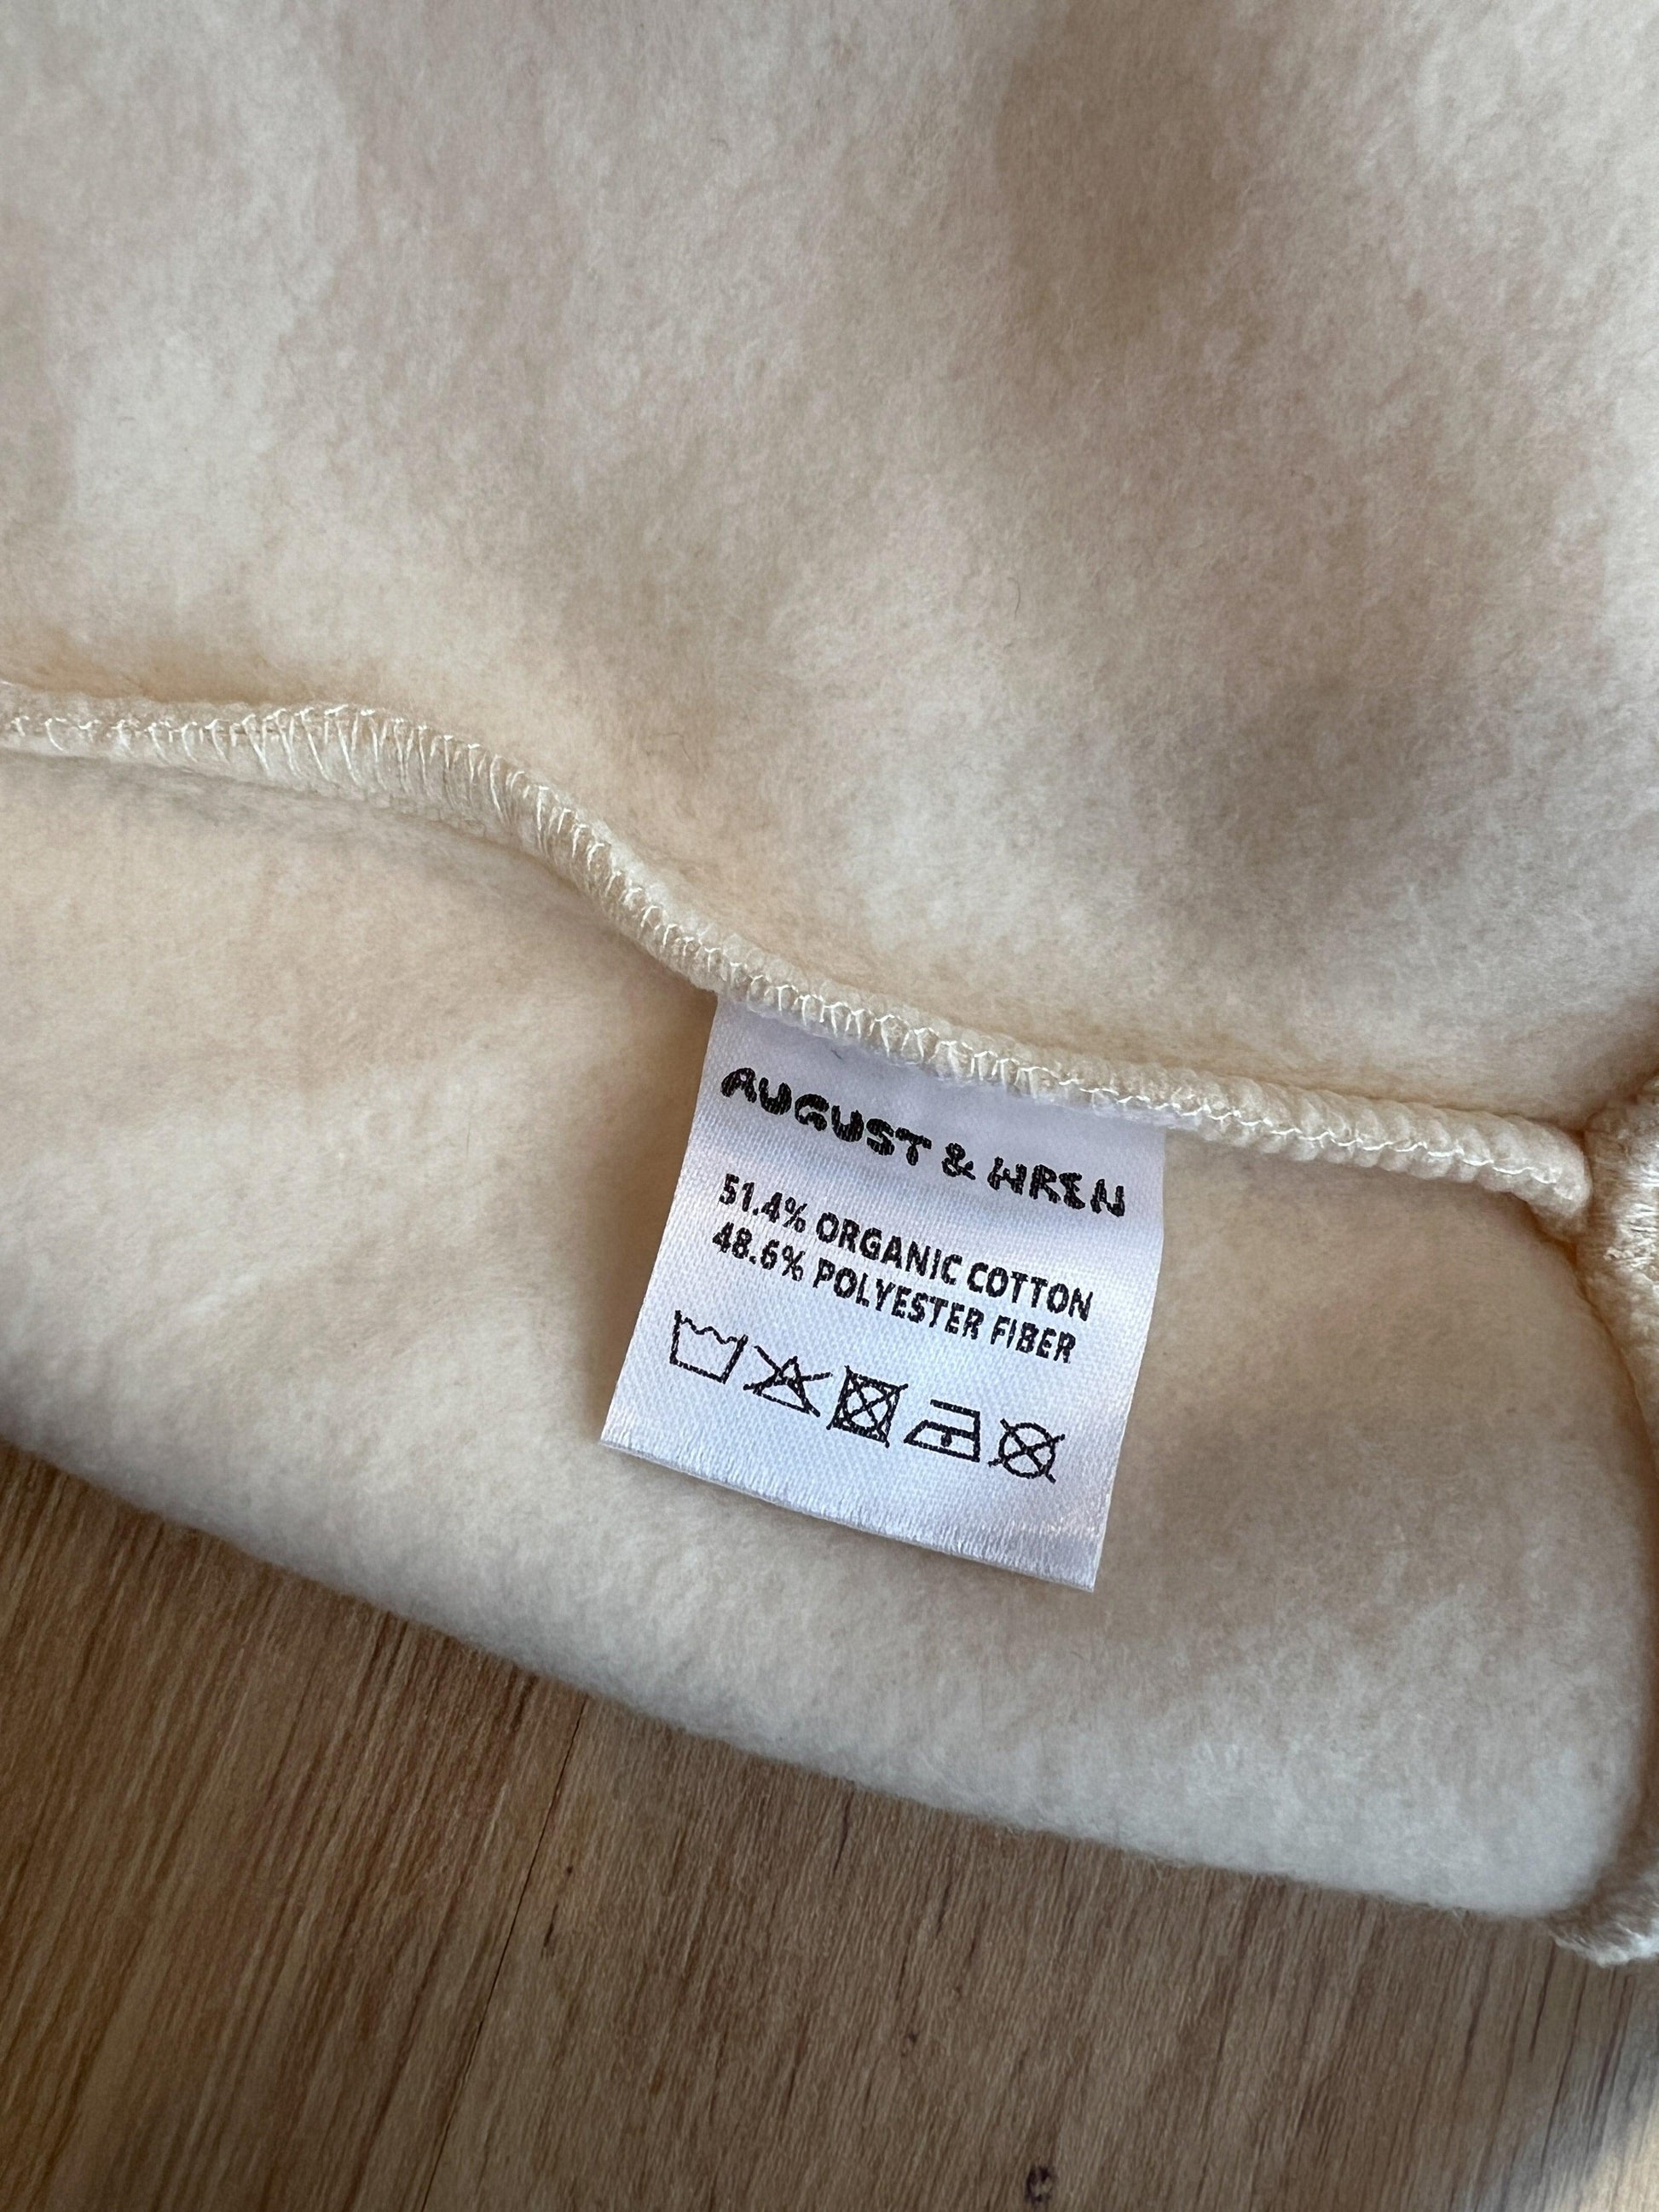 AUGUST & WREN
51.4% ORGANIC COTTON
48.6% POLYESTER FIBER